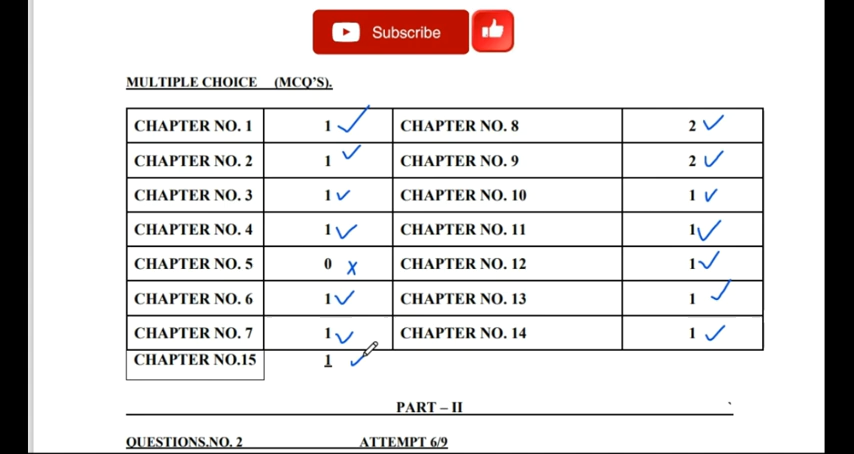 Subscribe
MULTIPLE CHOICE (MCQ'S).
CHAPTER NO. 1 1 CHAPTER NO. 8 2
CHAPTER NO. 2 1 CHAPTER NO. 9 2
CHAPTER NO. 3 1 CHAPTER NO. 10 1
CHAPTER NO. 4 1 CHAPTER NO. 11 1
CHAPTER NO. 5 0 CHAPTER NO. 12 1
CHAPTER NO. 6 1 CHAPTER NO. 13 1
CHAPTER NO. 7 1 CHAPTER NO. 14 1
CHAPTER NO.15 1
PART – II `
QUESTIONS.NO. 2 ATTEMPT 6/9